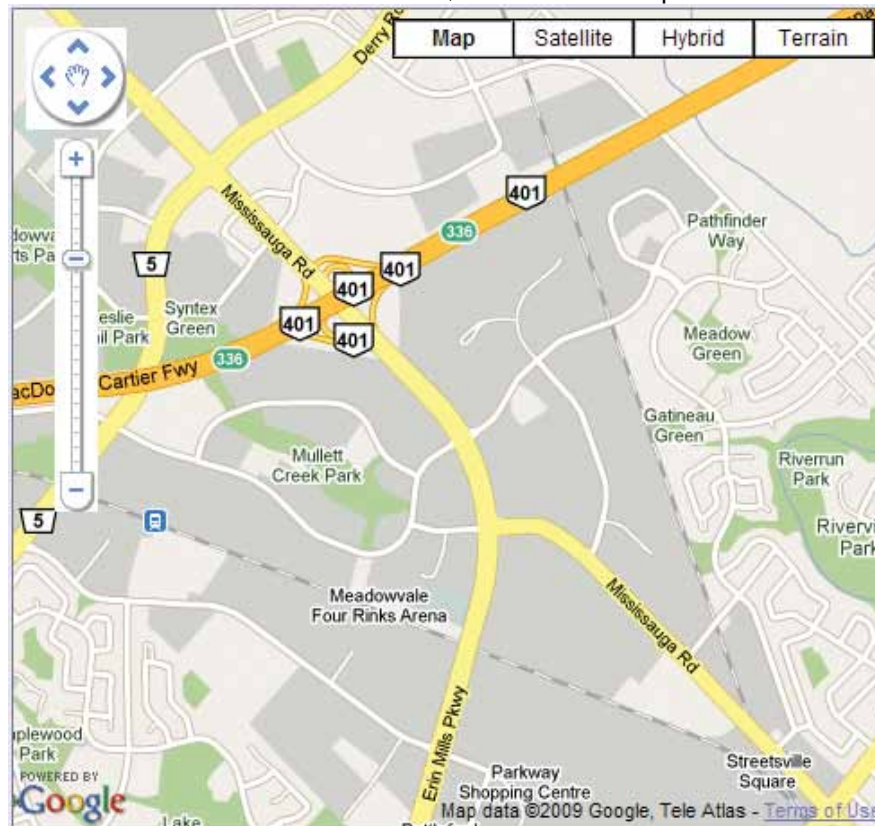 Map
Satellite
Hybrid
Terrain
Derry Rd
401
336
Pathfinder
Way
Mississauga Rd
5
401
401
401
401
Syntex
Green
336
Cartier Fwy
Meadow
Green
Gatineau
Green
Mullett
Creek Park
Riverrun
Park
5
Park
Meadowvale
Four Rinks Arena
Mississauga Rd
Erin Mills Pkwy
Park
Streetsville
Square
Parkway
Shopping Centre
POWERED BY
Google
Lake
Map data ©2009 Google, Tele Atlas - Terms of Use